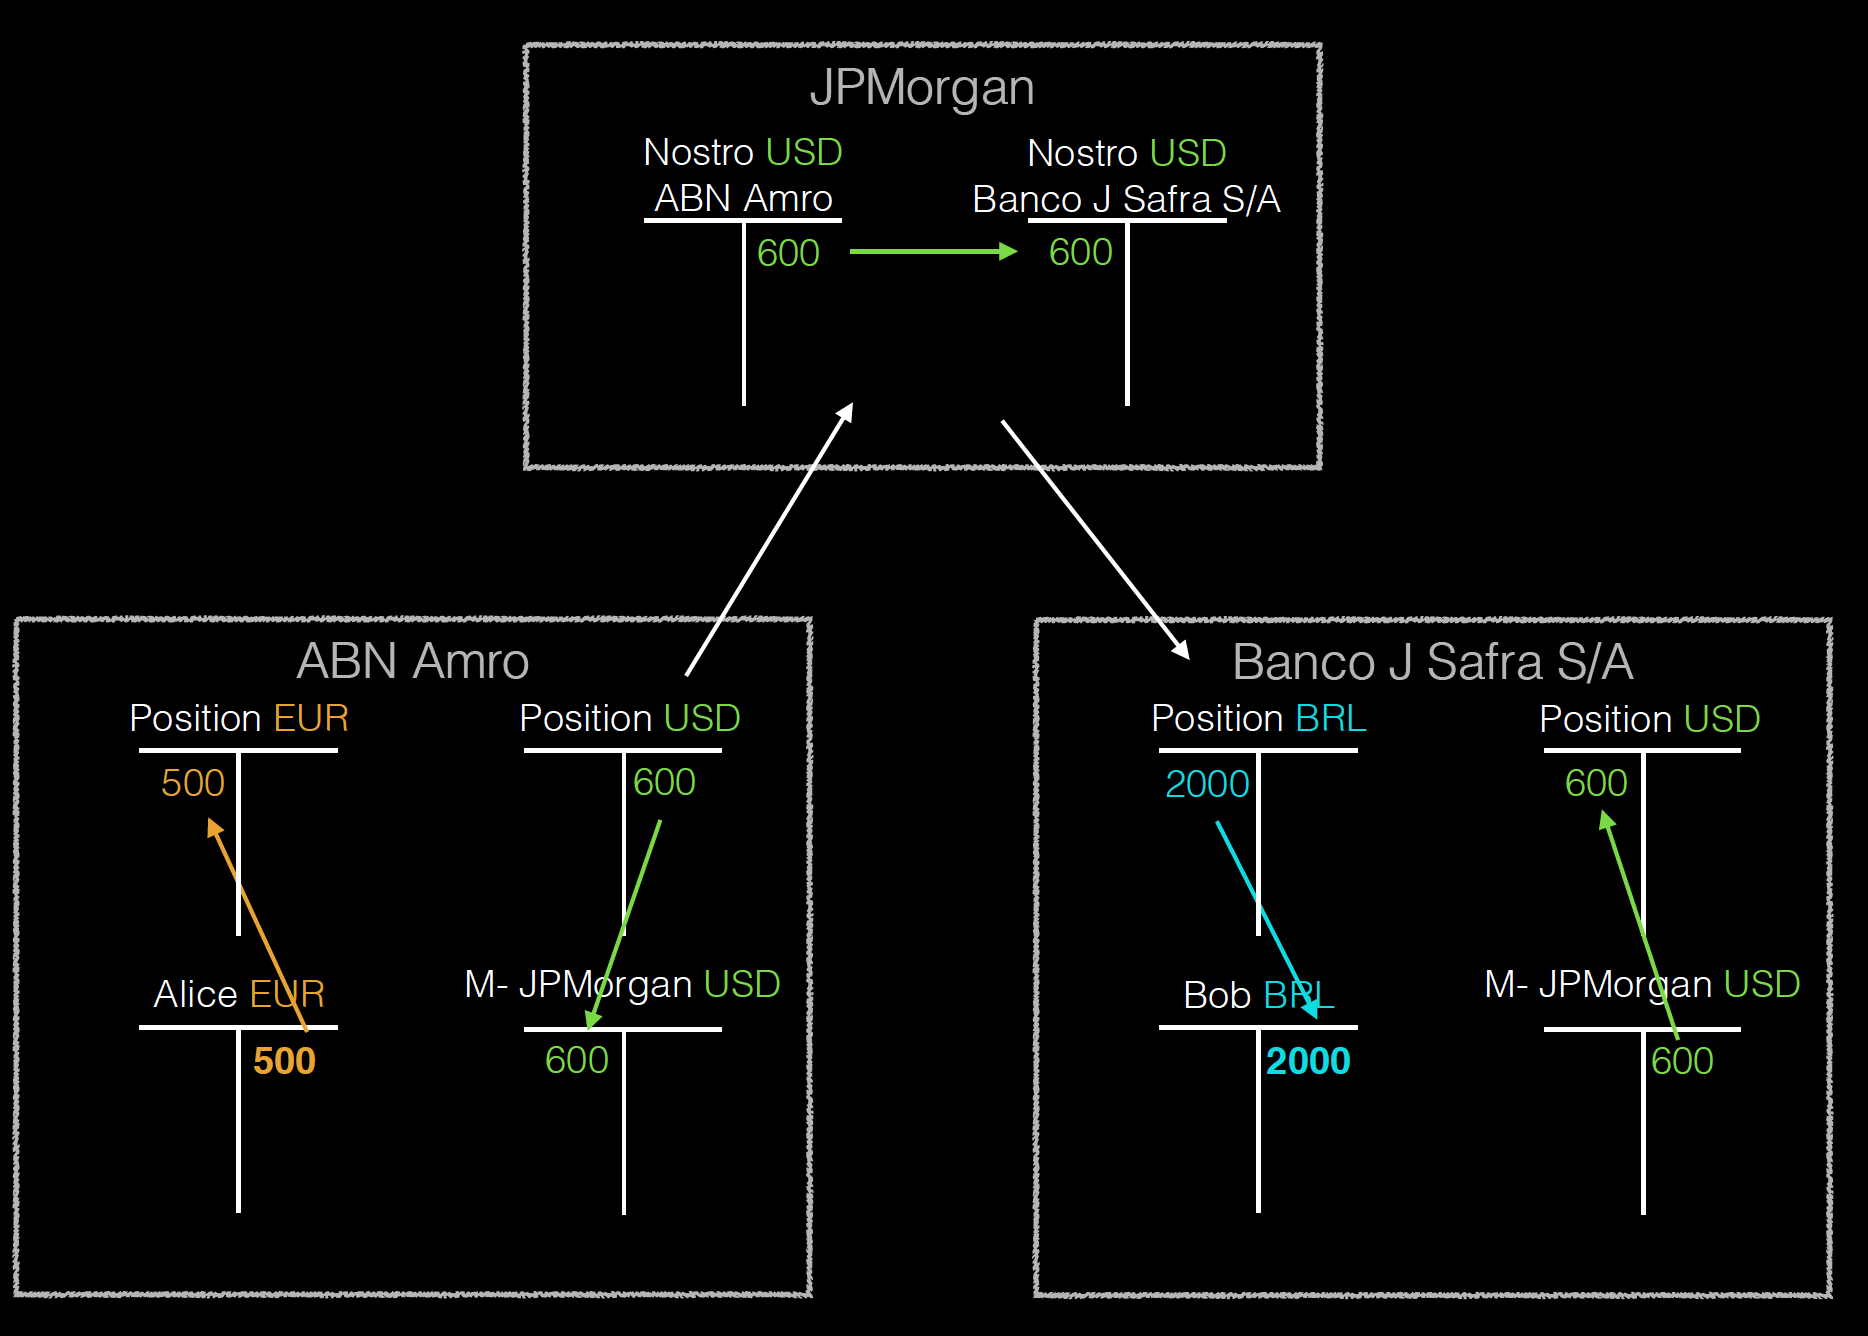 JPMorgan
Nostro USD
ABN Amro
600
Nostro USD
Banco J Safra S/A
600
ABN Amro
Position EUR
500
Position USD
600
Alice EUR
500
M- JPMorgan USD
600
Banco J Safra S/A
Position BRL
2000
Position USD
600
Bob BRL
2000
M- JPMorgan USD
600